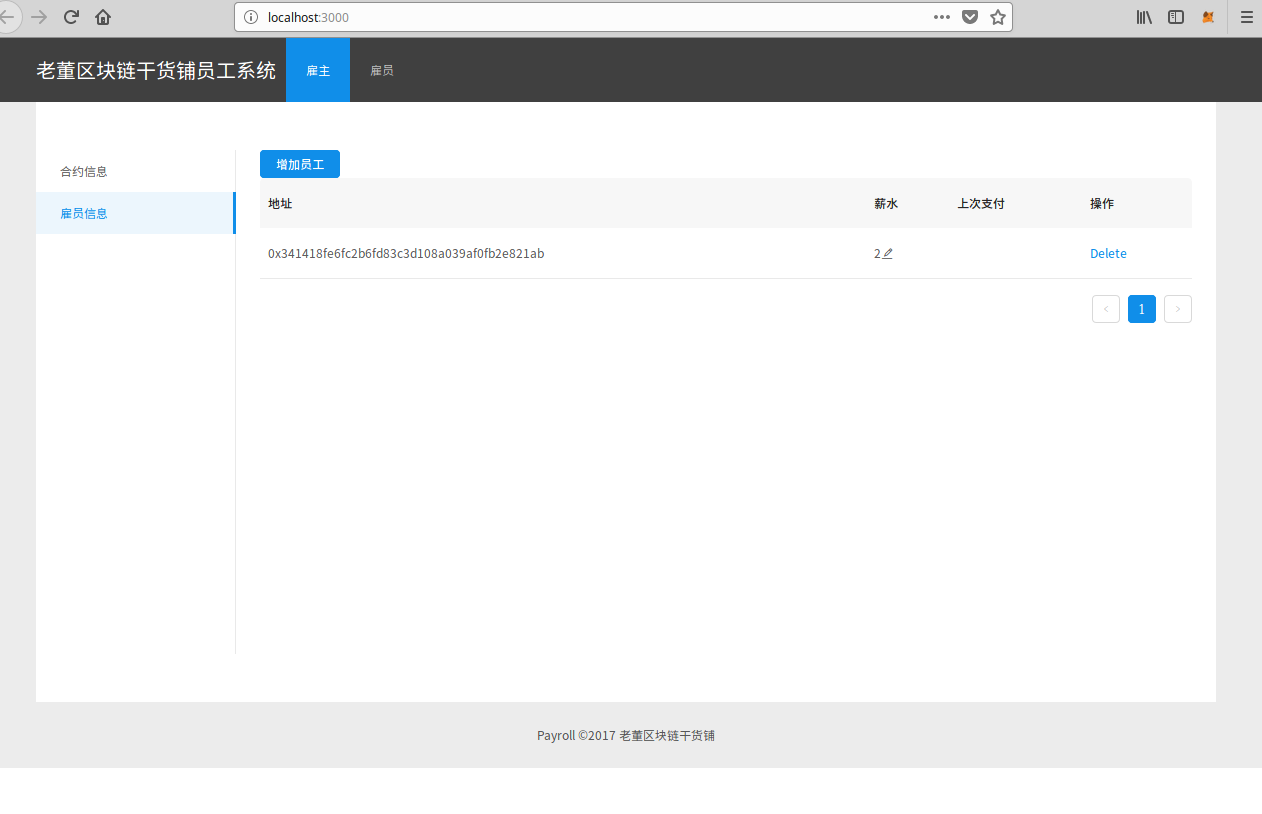 localhost:3000
老董区块链干货铺员工系统 雇主 雇员
合约信息
雇员信息
增加员工
地址 薪水 上次支付 操作
0x341418fe6fc2b6fd83c3d108a039af0fb2e821ab 2 Delete
< 1 >
Payroll ©2017 老董区块链干货铺